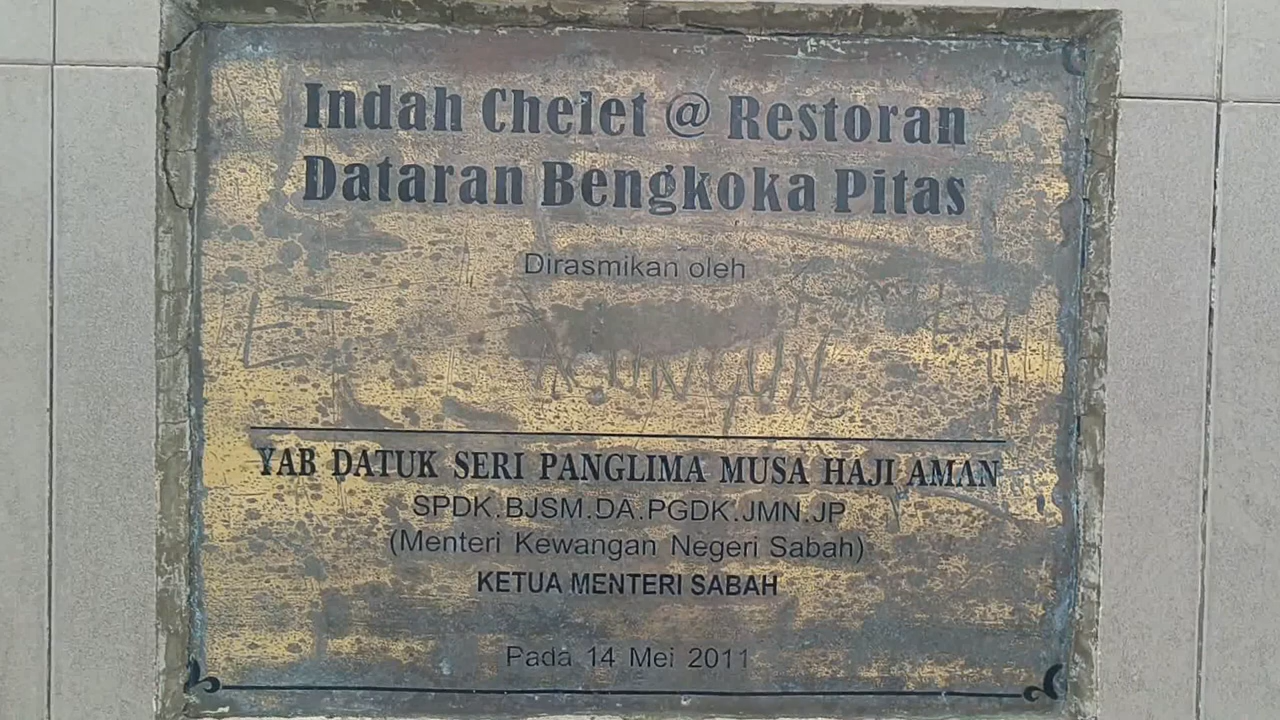 Indah Chelet @ Restoran
Dataran Bengkoka Pitas
Dirasmikan oleh
YAB DATUK SERI PANGLIMA MUSA HAJI AMAN
SPDK.BJSM.DA.PGDK.JMN.JP
(Menteri Kewangan Negeri Sabah)
KETUA MENTERI SABAH
Pada 14 Mei 2011